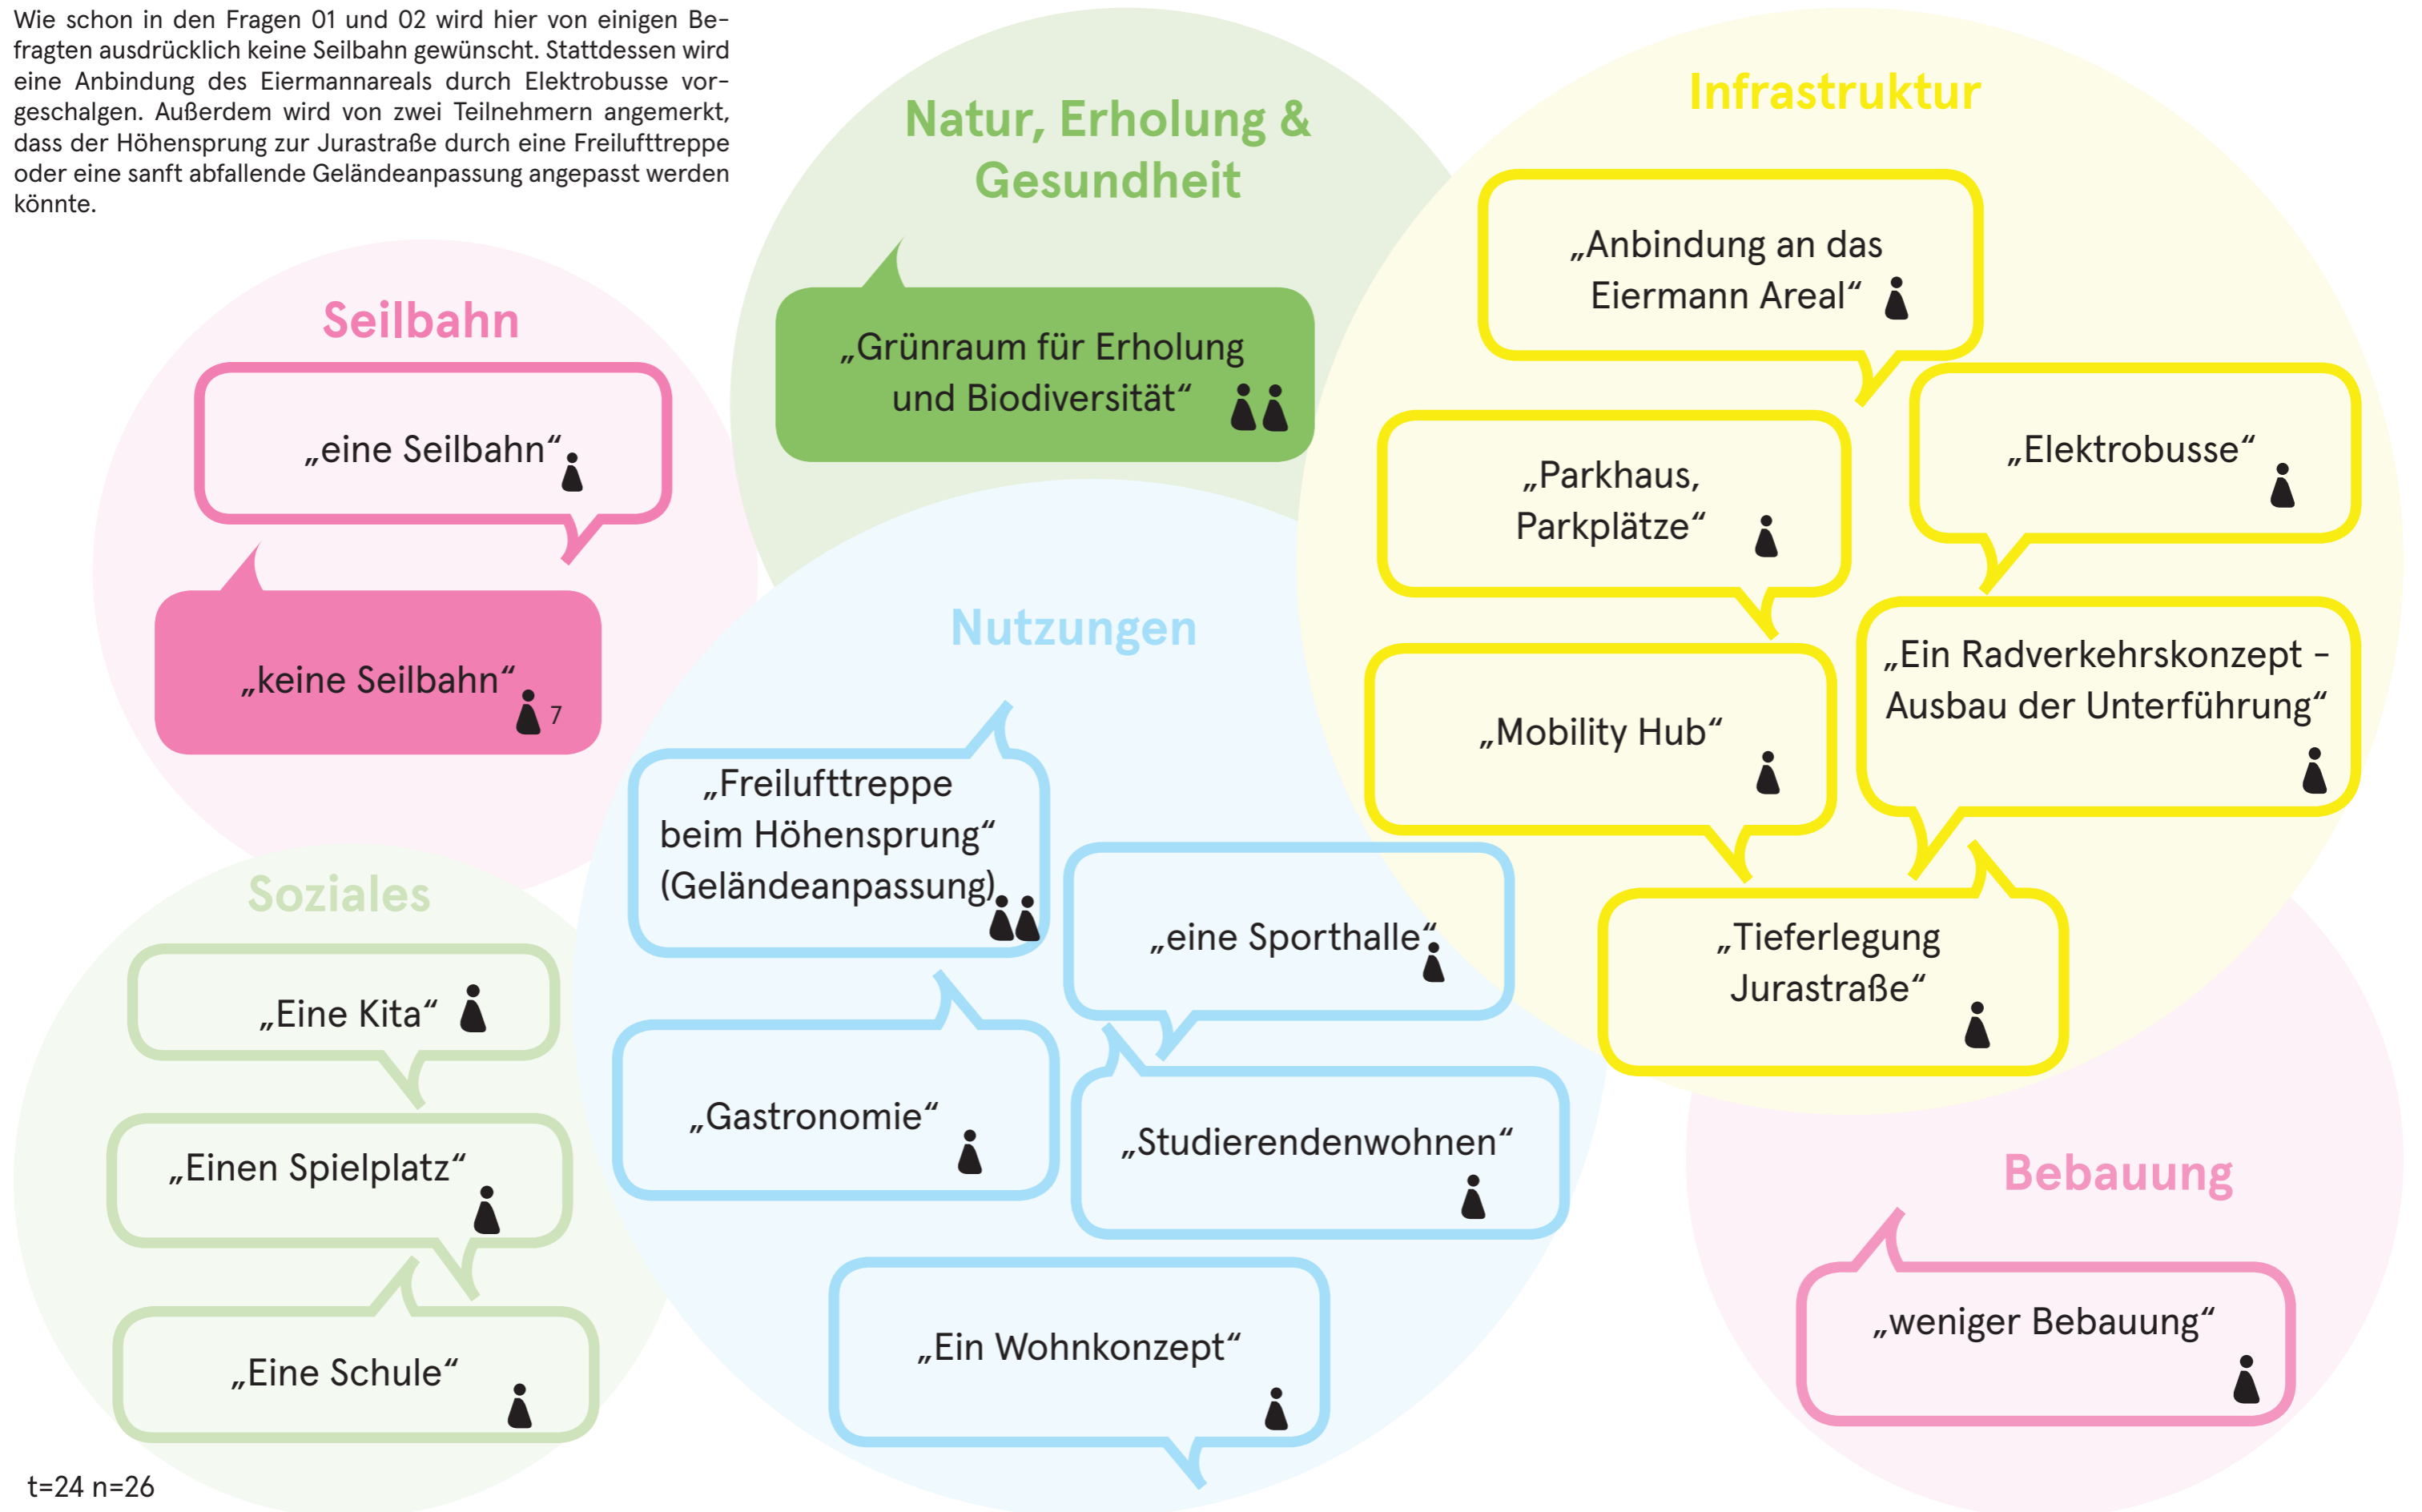 Wie schon in den Fragen 01 und 02 wird hier von einigen Be-
fragten ausdrücklich keine Seilbahn gewünscht. Stattdessen wird
eine Anbindung des Eiermannareals durch Elektrobusse vor-
geschalgen. Außerdem wird von zwei Teilnehmern angemerkt,
dass der Höhensprung zur Jurastraße durch eine Freilufttreppe
oder eine sanft abfallende Geländeanpassung angepasst werden
könnte.
Seilbahn
„eine Seilbahn“
„keine Seilbahn“
7
Natur, Erholung &
Gesundheit
„Grünraum für Erholung
und Biodiversität“
Infrastruktur
„Anbindung an das
Eiermann Areal“
„Elektrobusse“
„Parkhaus,
Parkplätze“
„Ein Radverkehrskonzept -
Ausbau der Unterführung“
„Mobility Hub“
„Tieferlegung
Jurastraße“
Nutzungen
„Freilufttreppe
beim Höhensprung“
(Geländeanpassung)
„eine Sporthalle“
„Gastronomie“
„Studierendenwohnen“
„Ein Wohnkonzept“
Soziales
„Eine Kita“
„Einen Spielplatz“
„Eine Schule“
Bebauung
„weniger Bebauung“
t=24 n=26